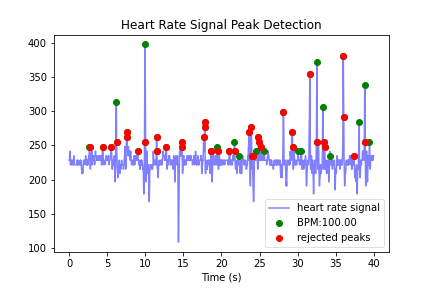 Heart Rate Signal Peak Detection
400
350
300
250
200
150
100
heart rate signal
BPM:100.00
rejected peaks
0 5 10 15 20 25 30 35 40
Time (s)